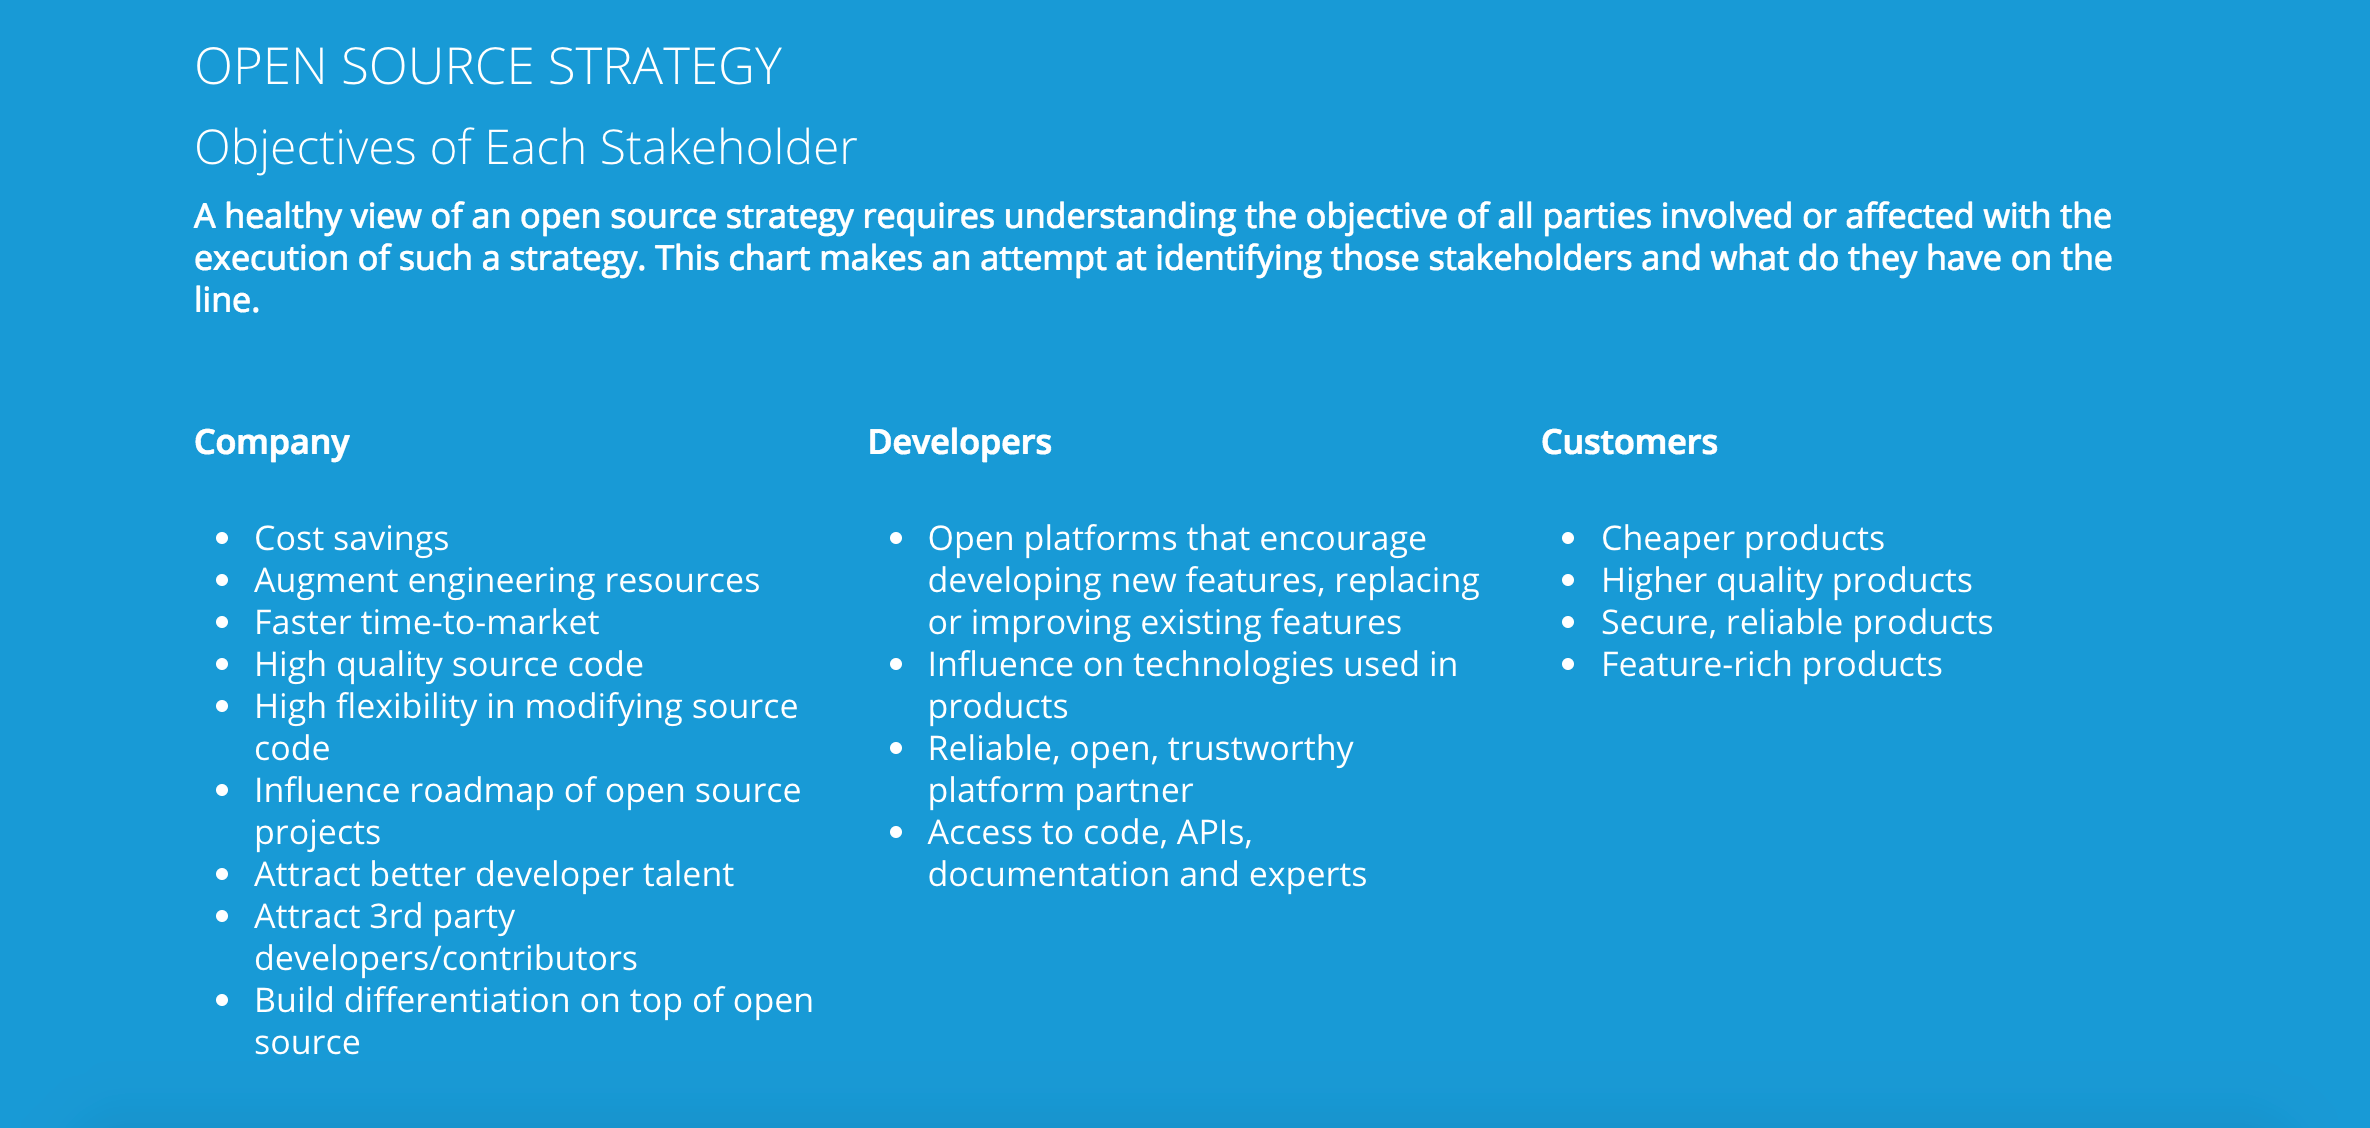 OPEN SOURCE STRATEGY
Objectives of Each Stakeholder
A healthy view of an open source strategy requires understanding the objective of all parties involved or affected with the
execution of such a strategy. This chart makes an attempt at identifying those stakeholders and what do they have on the
line.
Company
• Cost savings
• Augment engineering resources
• Faster time-to-market
• High quality source code
• High flexibility in modifying source
code
• Influence roadmap of open source
projects
• Attract better developer talent
• Attract 3rd party
developers/contributors
• Build differentiation on top of open
source
Developers
• Open platforms that encourage
developing new features, replacing
or improving existing features
• Influence on technologies used in
products
• Reliable, open, trustworthy
platform partner
• Access to code, APIs,
documentation and experts
Customers
• Cheaper products
• Higher quality products
• Secure, reliable products
• Feature-rich products